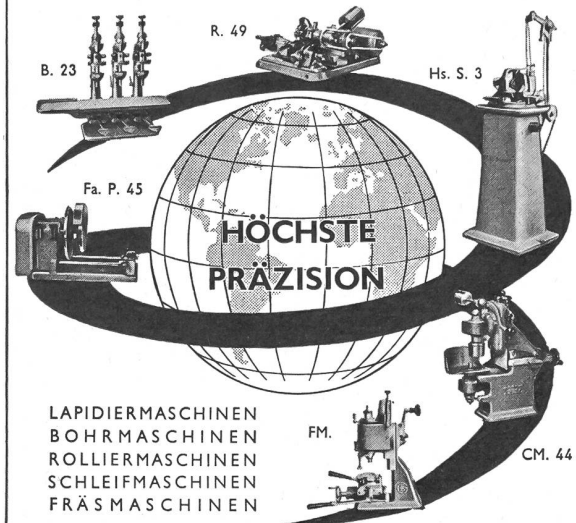 R. 49
B. 23
Hs. S. 3
Fa. P. 45
HÖCHSTE
PRÄZISION
LAPIDIERMASCHINEN
BOHRMASCHINEN
ROLLIERMASCHINEN
SCHLEIFMASCHINEN
FRÄSMASCHINEN
FM.
CM. 44